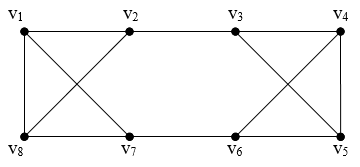 v₁ v₂ v₃ v₄
v₈ v₇ v₆ v₅